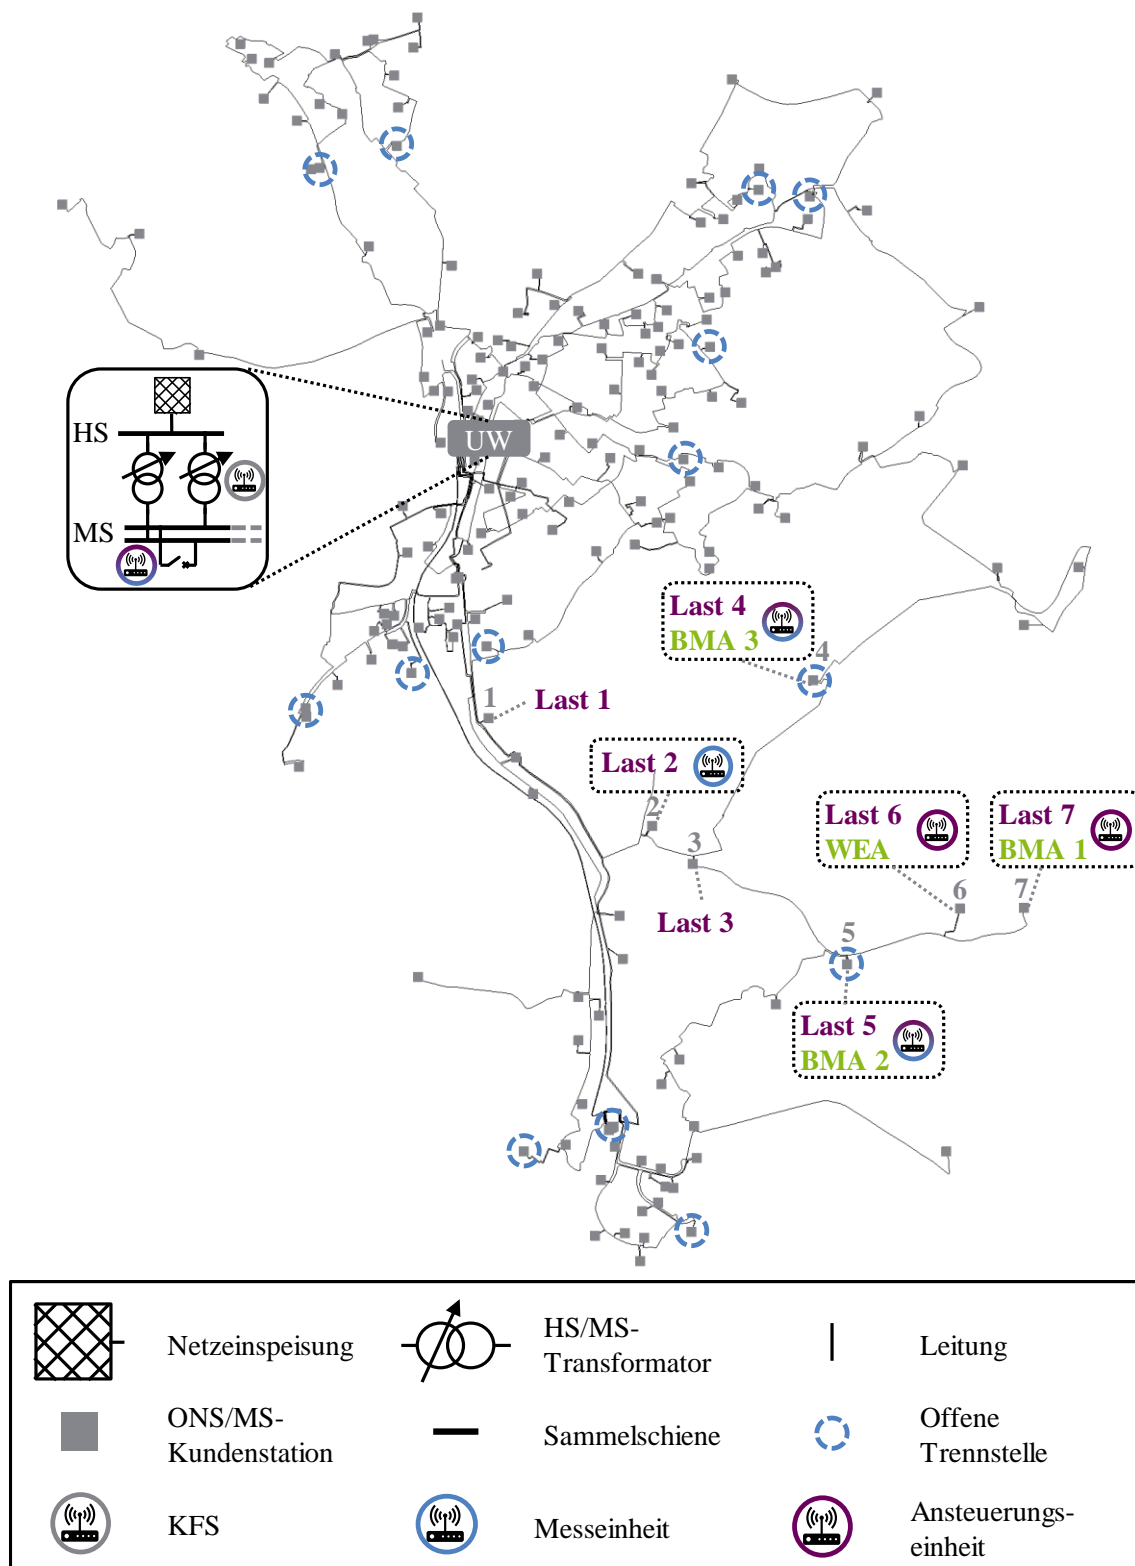 HS
MS
UW
Last 4
BMA 3
4
1
Last 1
Last 2
2
3
Last 3
Last 6
WEA
Last 7
BMA 1
6
7
5
Last 5
BMA 2
Netzeinspeisung
HS/MS-
Transformator
Leitung
ONS/MS-
Kundenstation
Sammelschiene
Offene
Trennstelle
KFS
Messeinheit
Ansteuerungs-
einheit